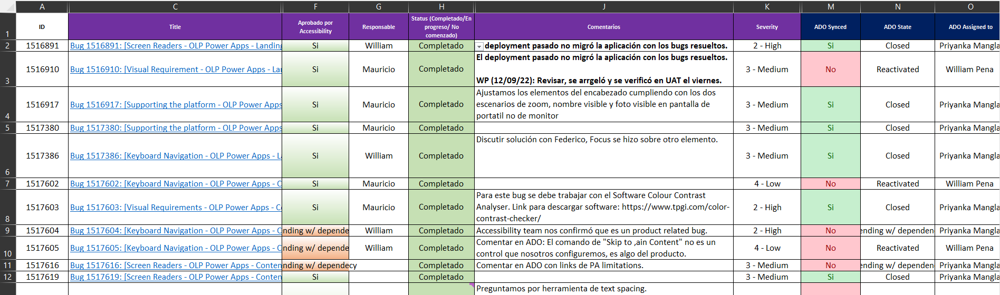 A C F G H J K M N O
1 ID Title Aprobado por Accessibility Responsable Status (Completado/En progreso/ No comenzado) Comentarios Severity ADO Synced ADO State ADO Assigned to
2 1516891 Bug 1516891: [Screen Readers - OLP Power Apps - Landing Si William Completado deployment pasado no migró la aplicación con los bugs resueltos. 2 - High Si Closed Priyanka Mangla
3 1516910 Bug 1516910: [Visual Requirement - OLP Power Apps - Lan Si Mauricio Completado El deployment pasado no migró la aplicación con los bugs resueltos.
WP (12/09/22): Revisar, se arrgeló y se verificó en UAT el viernes. 3 - Medium No Reactivated William Pena
4 1516917 Bug 1516917: [Supporting the platform - OLP Power Apps Si Mauricio Completado Ajustamos los elementos del encabezado cumpliendo con los dos
escenarios de zoom, nombre visible y foto visible en pantalla de
portatil no de monitor 3 - Medium Si Closed Priyanka Mangla
5 1517380 Bug 1517380: [Supporting the platform - OLP Power Apps Si Mauricio Completado 3 - Medium Si Closed Priyanka Mangla
6 1517386 Bug 1517386: [Keyboard Navigation - OLP Power Apps - La Si William Completado Discutir solución con Federico, Focus se hizo sobre otro elemento. 3 - Medium Si Closed Priyanka Mangla
7 1517602 Bug 1517602: [Keyboard Navigation - OLP Power Apps - C Si Mauricio Completado 4 - Low No Reactivated William Pena
8 1517603 Bug 1517603: [Visual Requirements - OLP Power Apps - Co Si Mauricio Completado Para este bug se debe trabajar con el Software Colour Contrast
Analyser. Link para descargar software: https://www.tpgi.com/color-
contrast-checker/ 2 - High Si Closed Priyanka Mangla
9 1517604 Bug 1517604: [Keyboard Navigation - OLP Power Apps - C nding w/ depende William Completado Accessibility team nos confirmó que es un product related bug. 2 - High No ending w/ dependen Priyanka Mangla
10 1517605 Bug 1517605: [Keyboard Navigation - OLP Power Apps - C nding w/ depende William Completado Comentar en ADO: El comando de "Skip to ,ain Content" no es un
control que nosotros configuremos, es algo del producto. 4 - Low No Reactivated William Pena
11 1517616 Bug 1517616: [Screen Readers - OLP Power Apps - Conten nding w/ dependecy Completado Comentar en ADO con links de PA limitations. 3 - Medium No ending w/ dependen Priyanka Mangla
12 1517619 Bug 1517619: [Screen Readers - OLP Power Apps - Conten Si Completado 3 - Medium Si Closed Priyanka Mangla
Preguntamos por herramienta de text spacing.